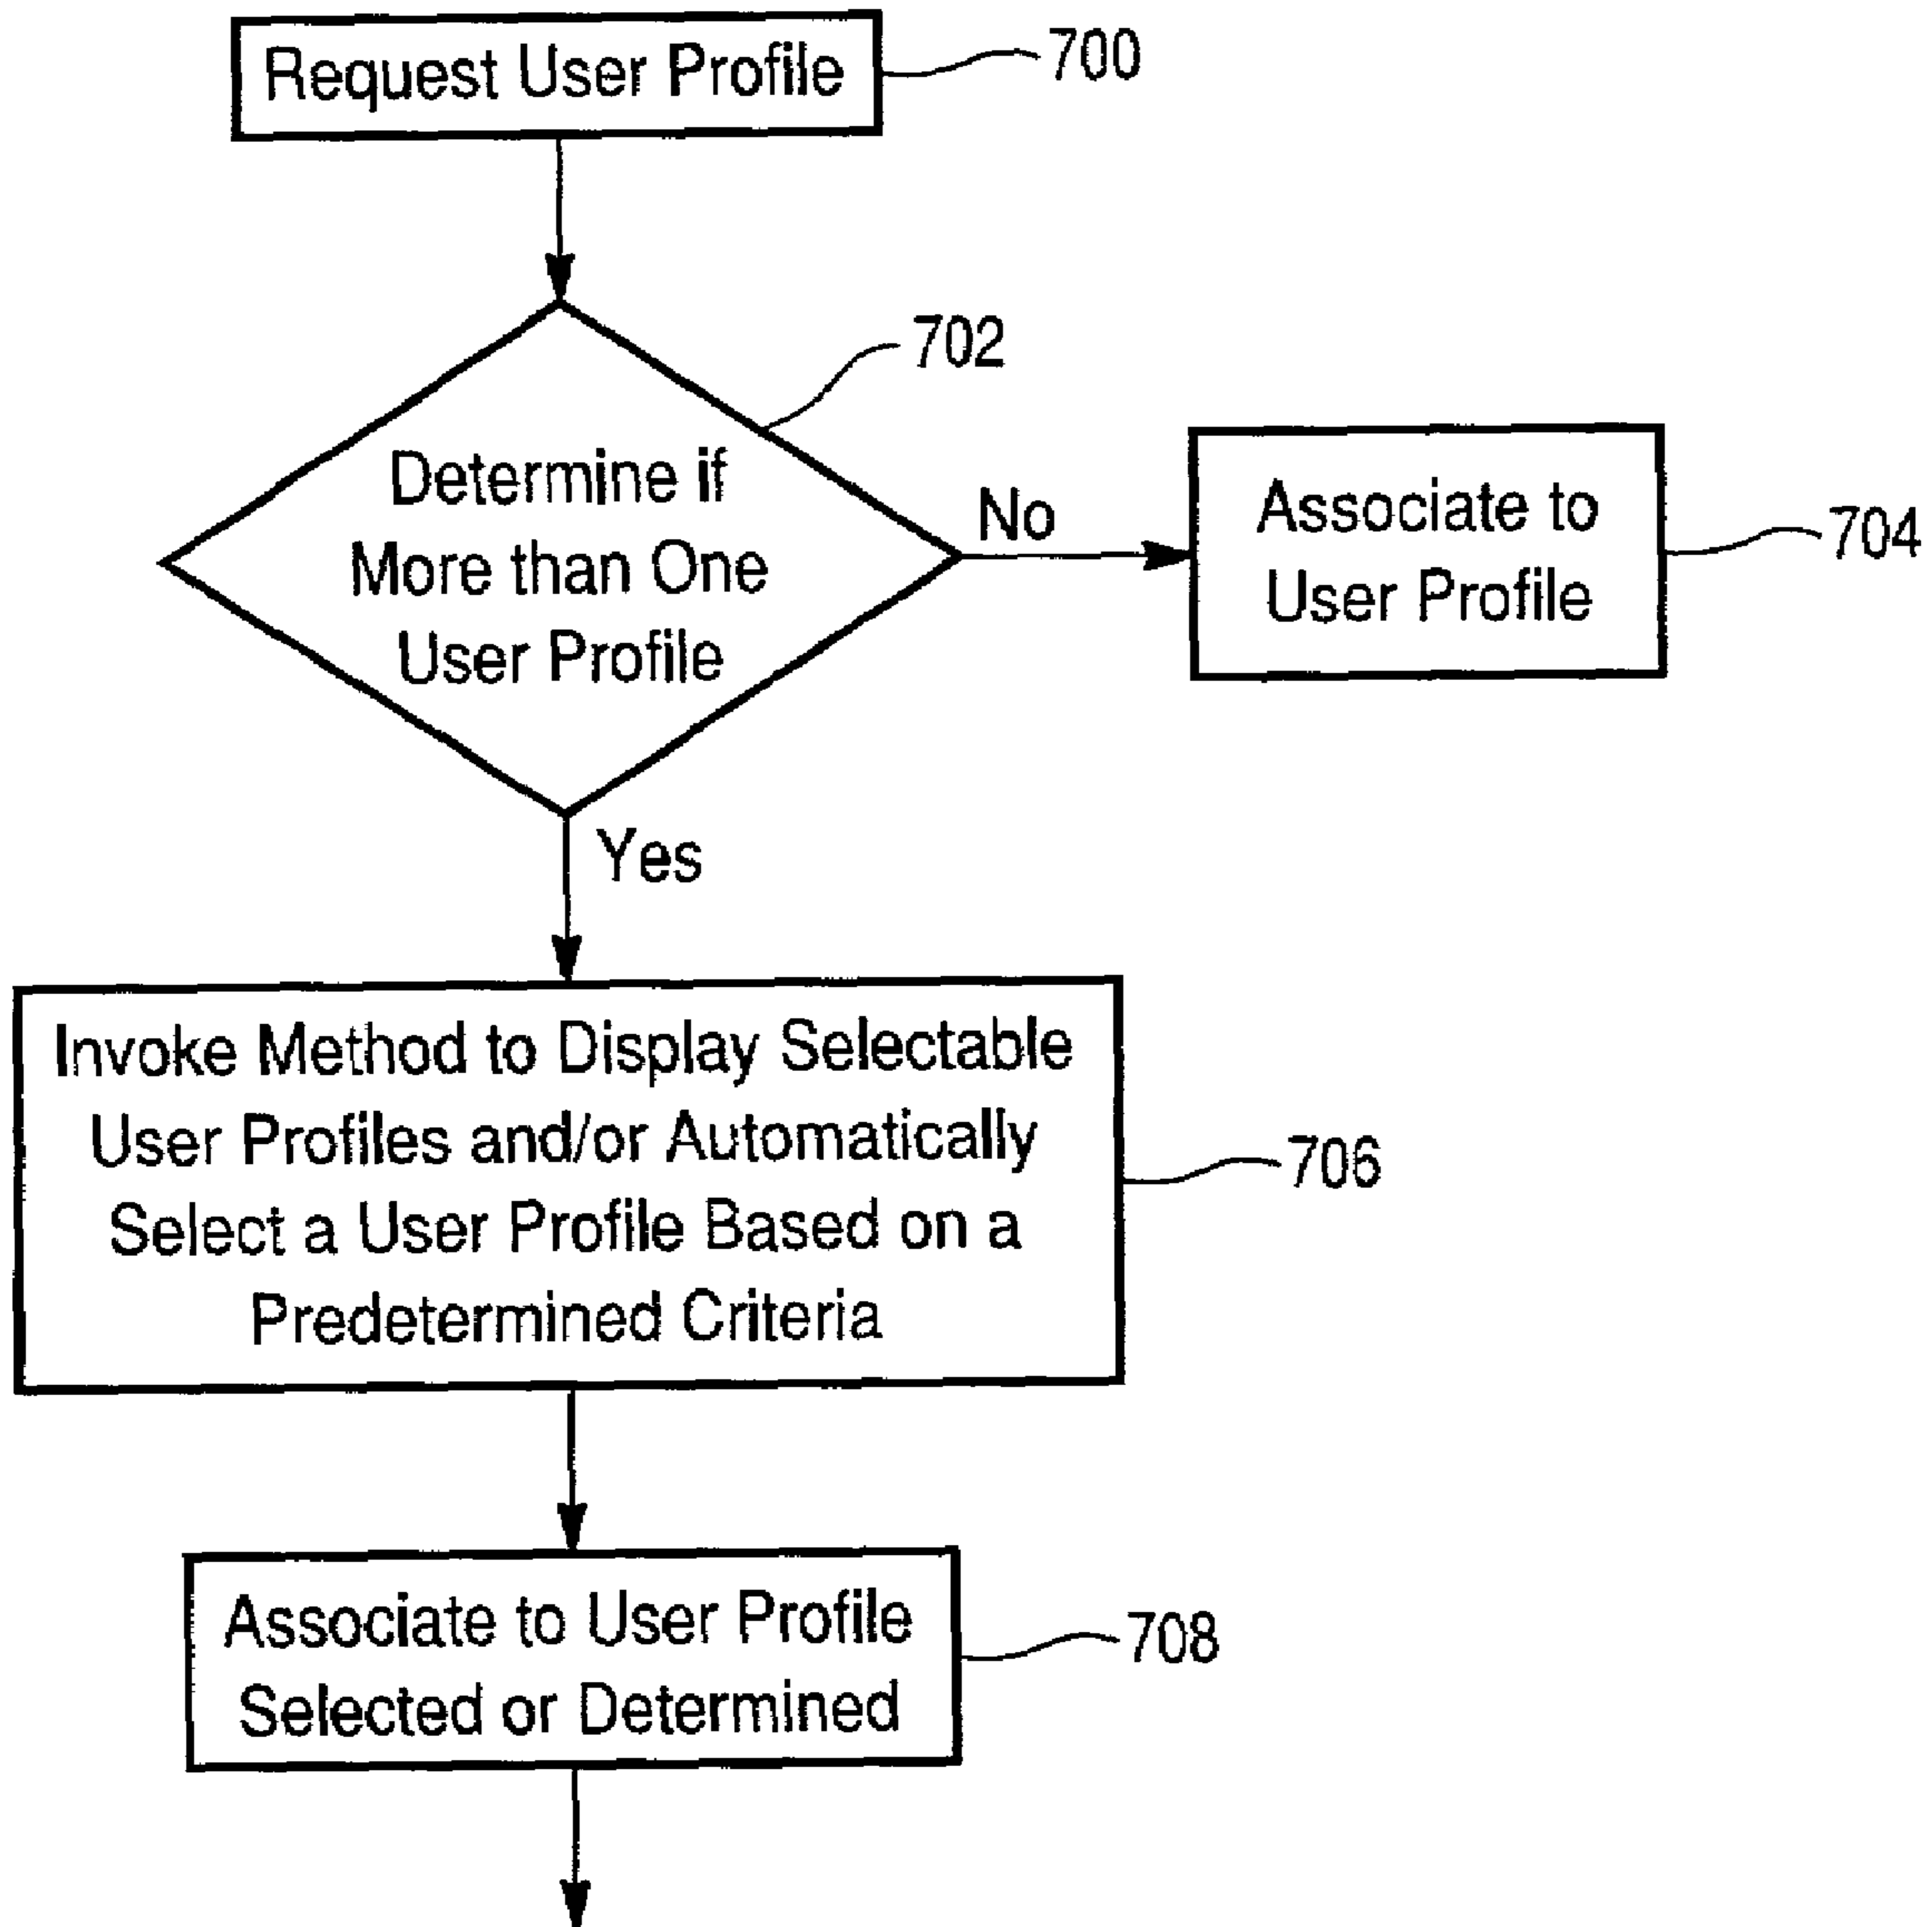 Request User Profile
700
702
Determine if
More than One
User Profile
No
Associate to
User Profile
704
Yes
Invoke Method to Display Selectable
User Profiles and/or Automatically
Select a User Profile Based on a
Predetermined Criteria
706
Associate to User Profile
Selected or Determined
708